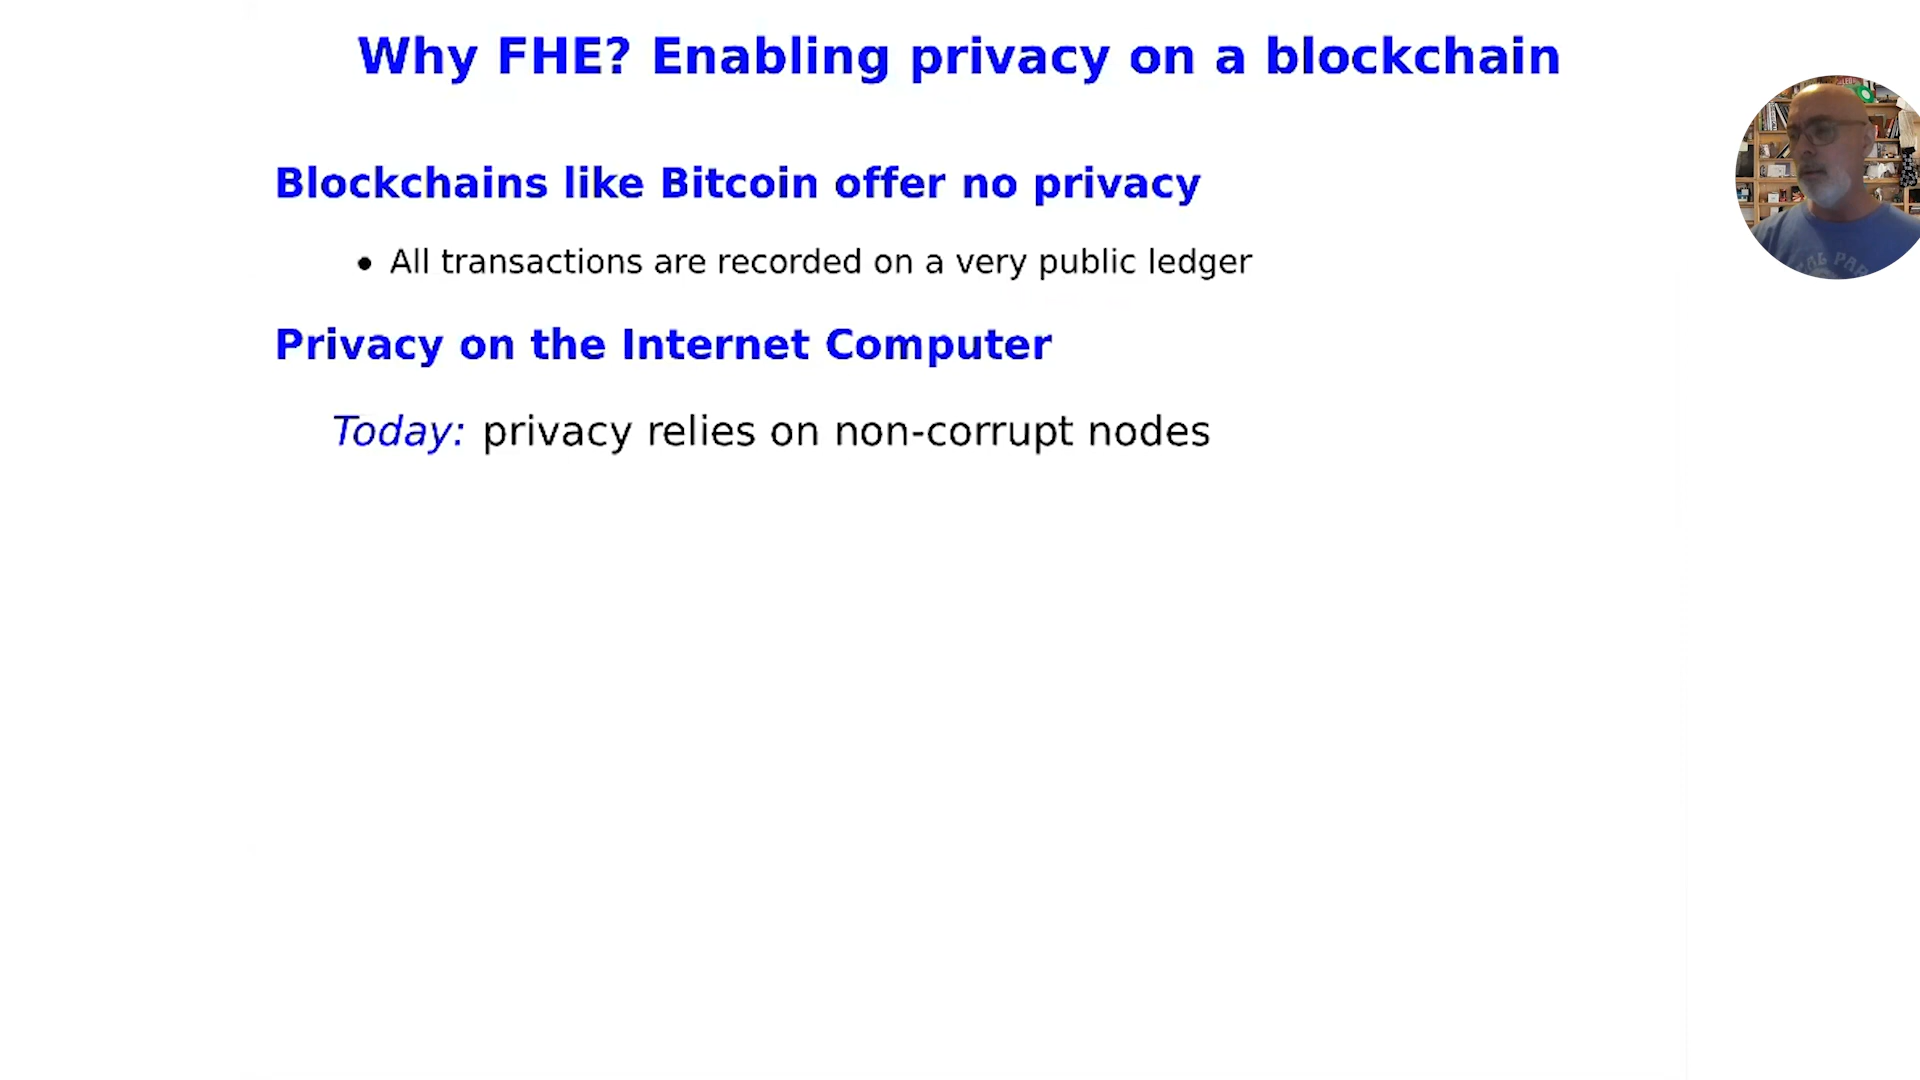 Why FHE? Enabling privacy on a blockchain
Blockchains like Bitcoin offer no privacy
• All transactions are recorded on a very public ledger
Privacy on the Internet Computer
Today: privacy relies on non-corrupt nodes